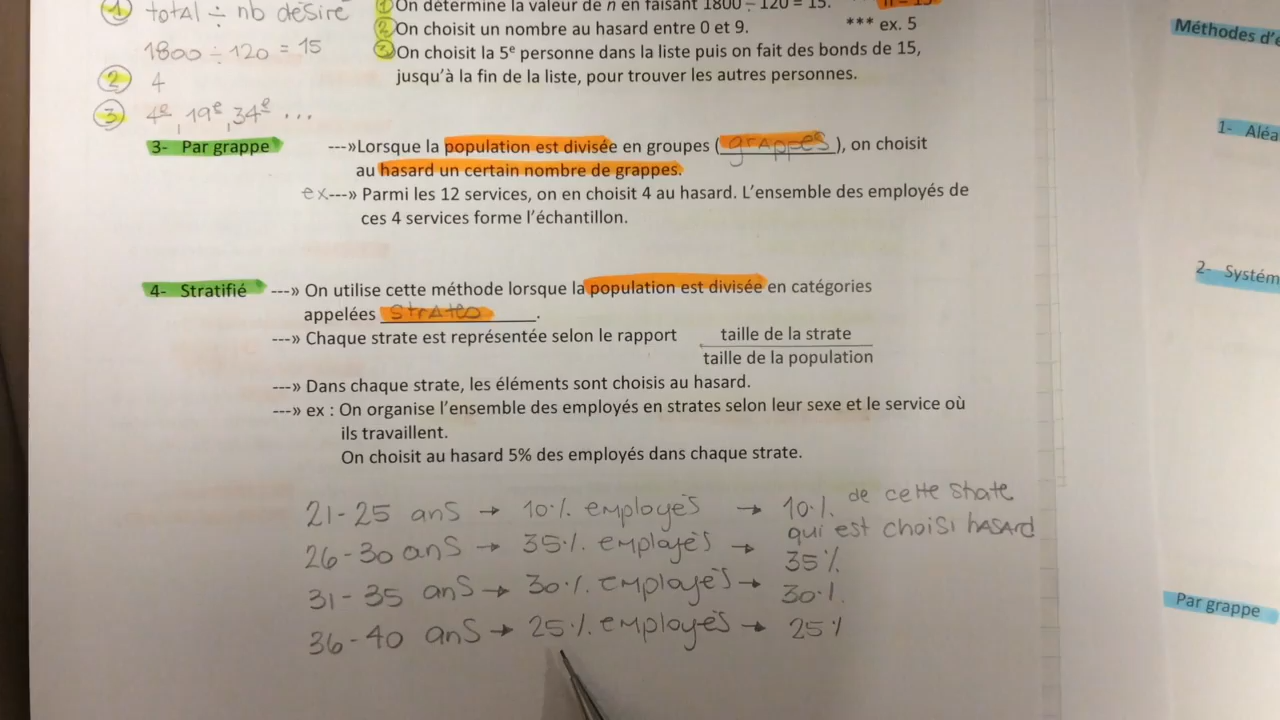 1 total ÷ nb désiré
1800 ÷ 120 = 15
2 4
3 4e, 19e, 34e ...
1 On détermine la valeur de n en faisant 1800 ÷ 120 = 15. n = 15
2 On choisit un nombre au hasard entre 0 et 9. *** ex. 5
3 On choisit la 5e personne dans la liste puis on fait des bonds de 15,
jusqu'à la fin de la liste, pour trouver les autres personnes.
3- Par grappe ---» Lorsque la population est divisée en groupes (grappes), on choisit
au hasard un certain nombre de grappes.
ex ---» Parmi les 12 services, on en choisit 4 au hasard. L'ensemble des employés de
ces 4 services forme l'échantillon.
4- Stratifié ---» On utilise cette méthode lorsque la population est divisée en catégories
appelées strates.
---» Chaque strate est représentée selon le rapport taille de la strate
taille de la population
---» Dans chaque strate, les éléments sont choisis au hasard.
---» ex : On organise l'ensemble des employés en strates selon leur sexe et le service où
ils travaillent.
On choisit au hasard 5% des employés dans chaque strate.
21-25 ans → 10% employés → 10% de cette strate
qui est choisi hasard
26-30 ans → 35% employés → 35%
31-35 ans → 30% employés → 30%
36-40 ans → 25% employés → 25%
Méthodes
1- Aléa
2- Systém
Par grappe